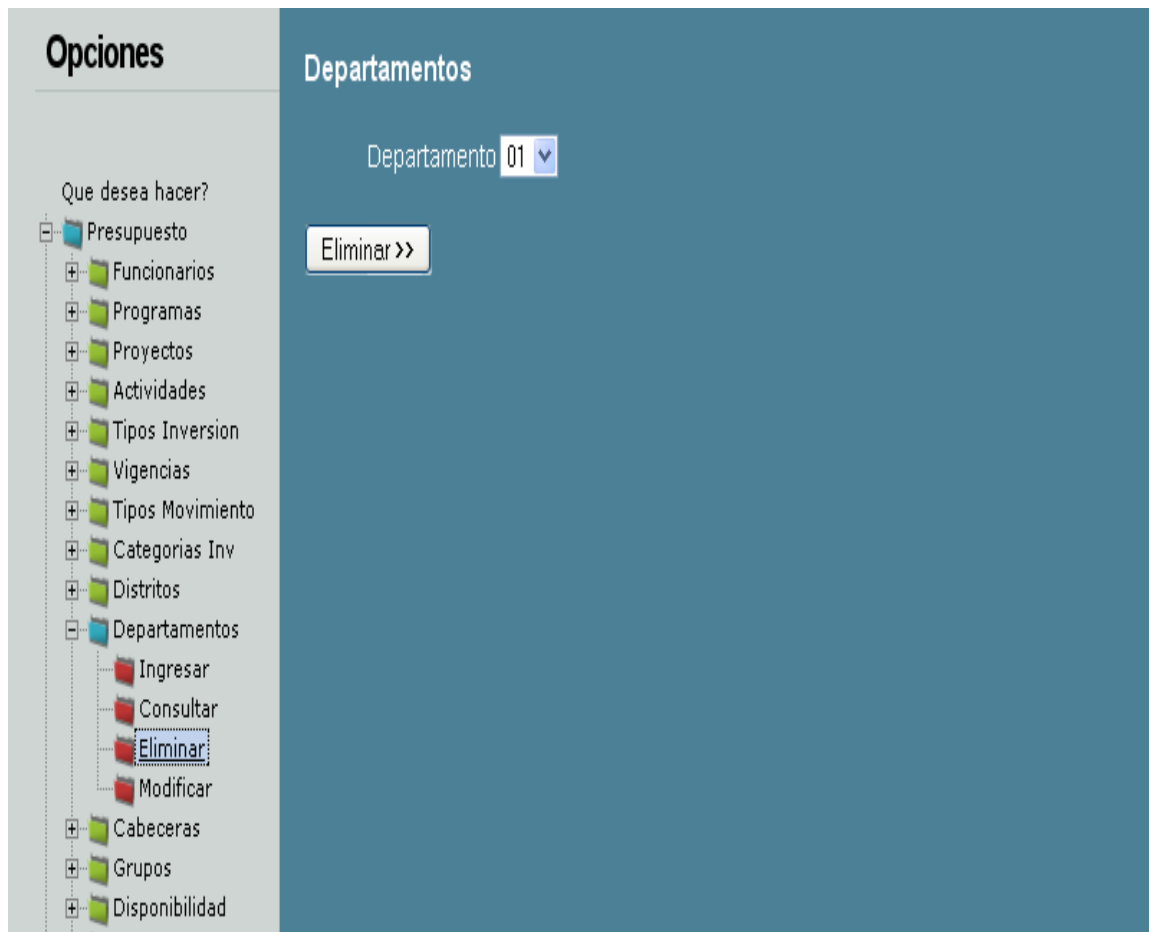 Opciones
Que desea hacer?
Presupuesto
Funcionarios
Programas
Proyectos
Actividades
Tipos Inversion
Vigencias
Tipos Movimiento
Categorias Inv
Distritos
Departamentos
Ingresar
Consultar
Eliminar
Modificar
Cabeceras
Grupos
Disponibilidad
Departamentos
Departamento 01
Eliminar >>